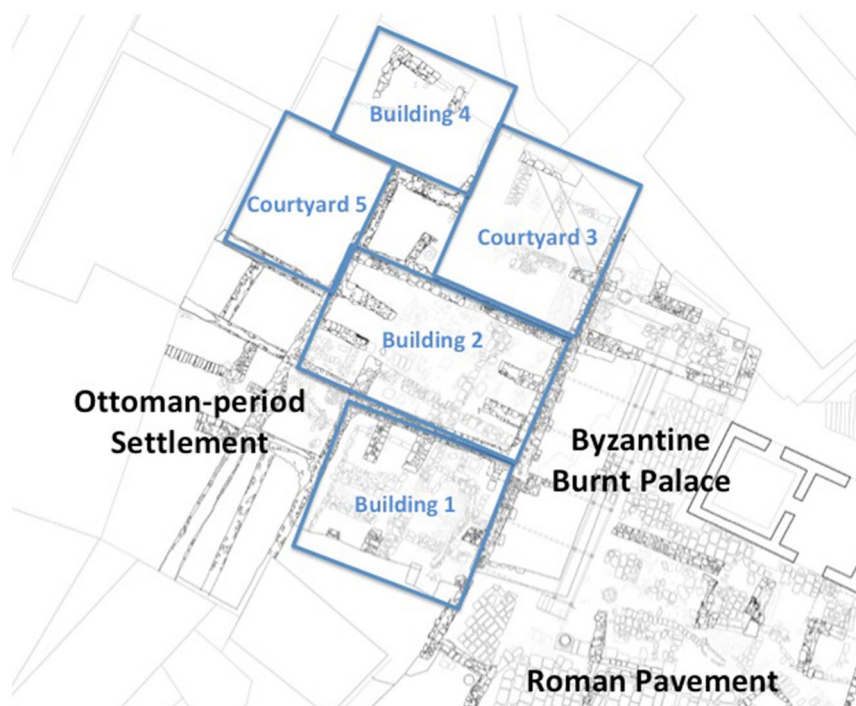 Building 4
Courtyard 5
Courtyard 3
Building 2
Ottoman-period
Settlement
Byzantine
Burnt Palace
Building 1
Roman Pavement